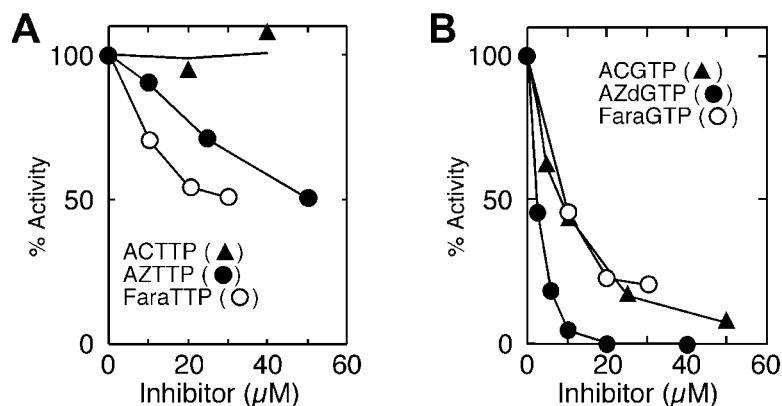 A
100
50
0
% Activity
ACTTP (▲)
AZTTP (●)
FaraTTP (○)
0 20 40 60
Inhibitor (µM)
B
100
50
0
% Activity
ACGTP (▲)
AZdGTP (●)
FaraGTP (○)
0 20 40 60
Inhibitor (µM)